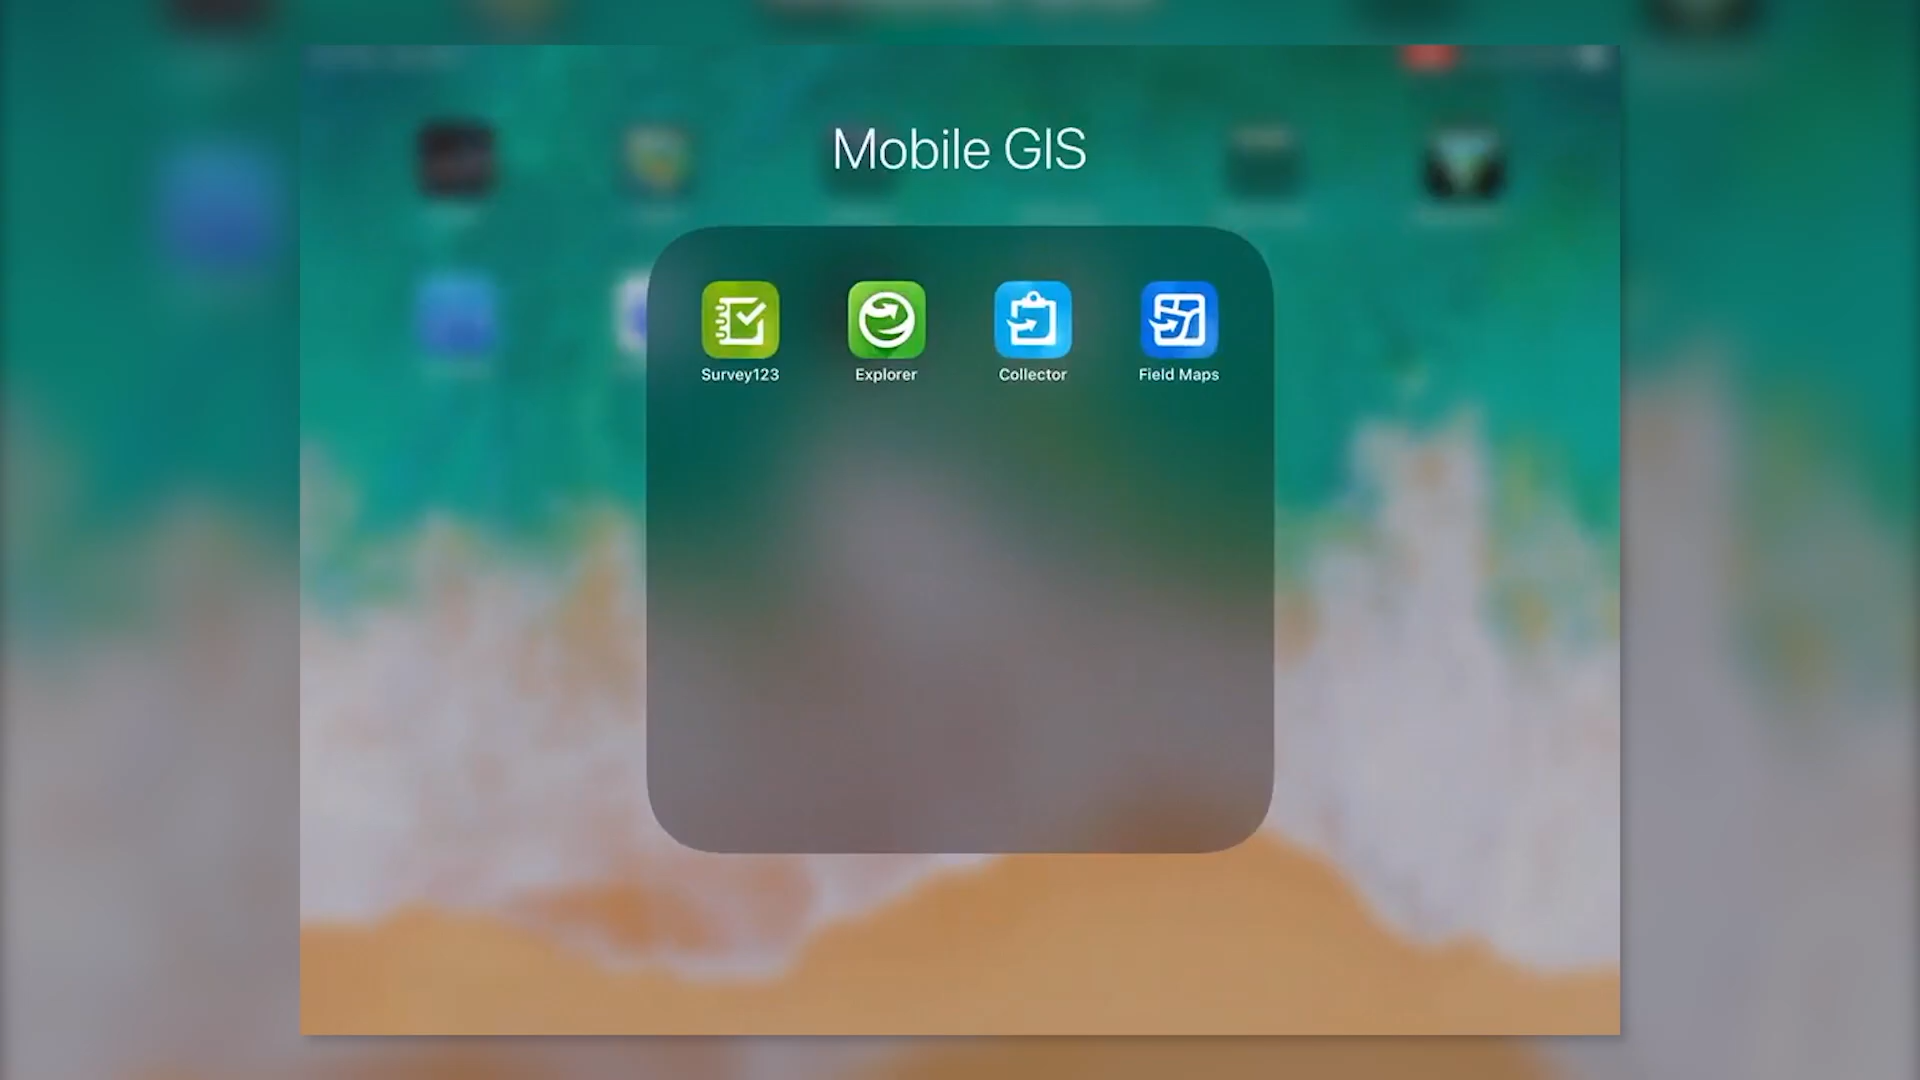 Mobile GIS
Survey123
Explorer
Collector
Field Maps